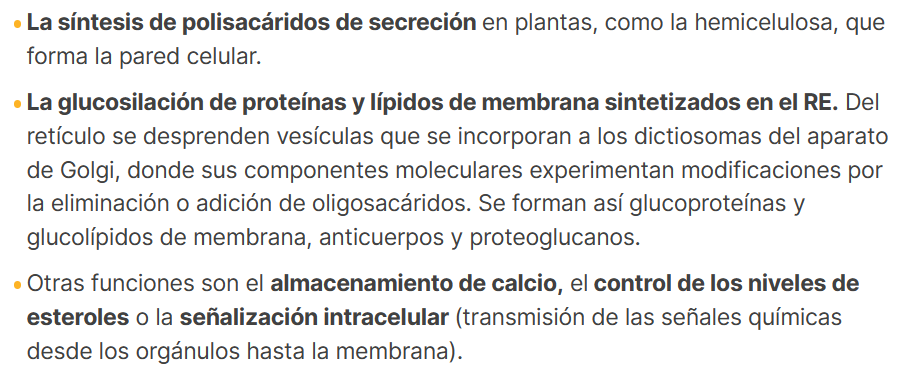 • La síntesis de polisacáridos de secreción en plantas, como la hemicelulosa, que
forma la pared celular.
• La glucosilación de proteínas y lípidos de membrana sintetizados en el RE. Del
retículo se desprenden vesículas que se incorporan a los dictiosomas del aparato
de Golgi, donde sus componentes moleculares experimentan modificaciones por
la eliminación o adición de oligosacáridos. Se forman así glucoproteínas y
glucolípidos de membrana, anticuerpos y proteoglucanos.
• Otras funciones son el almacenamiento de calcio, el control de los niveles de
esteroles o la señalización intracelular (transmisión de las señales químicas
desde los orgánulos hasta la membrana).